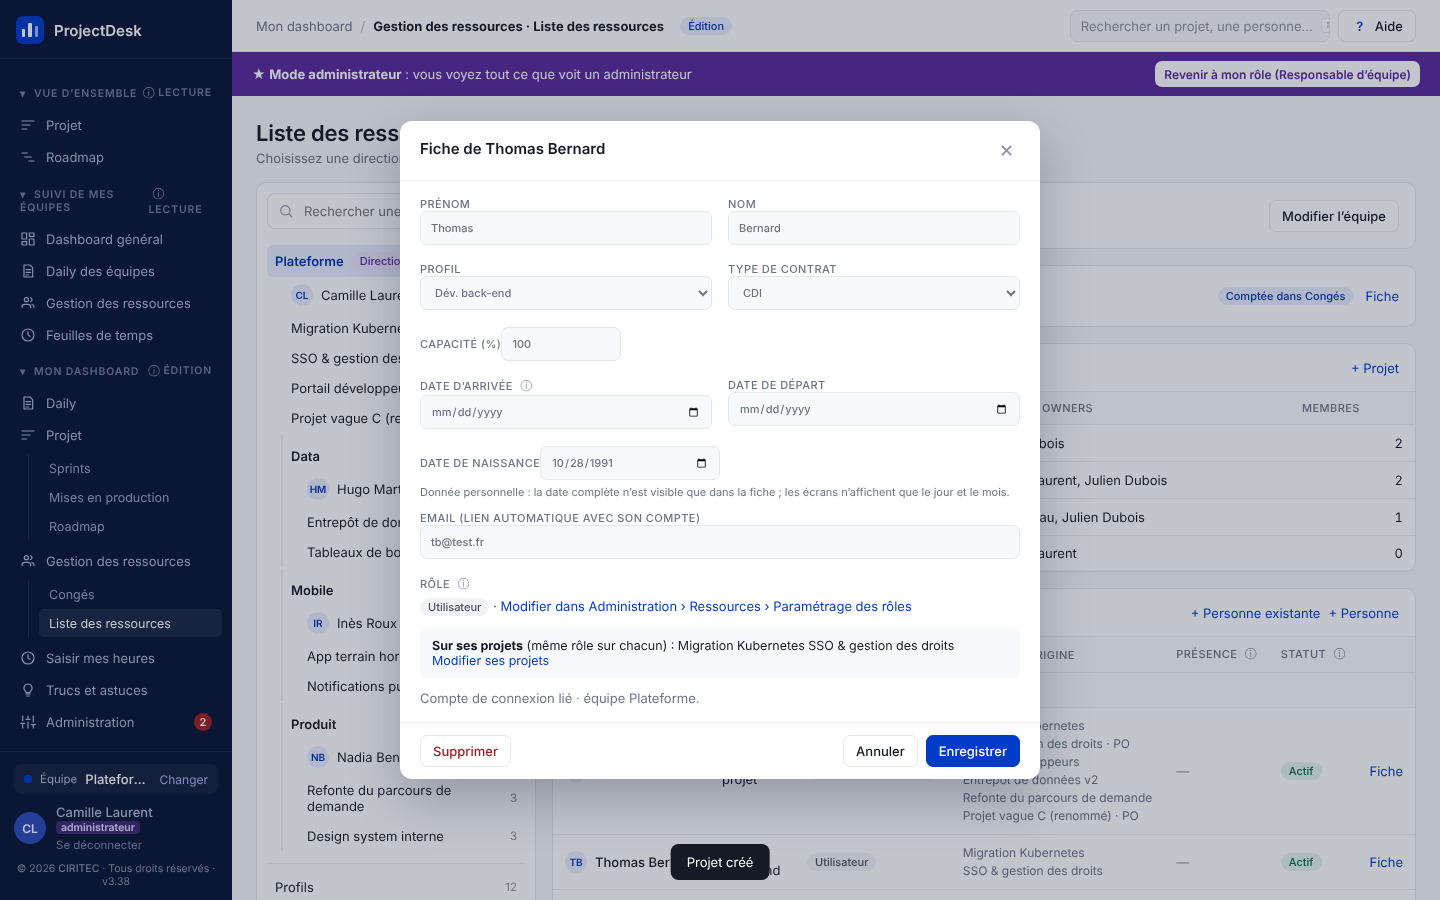 ProjectDesk
Mon dashboard / Gestion des ressources · Liste des ressources Édition
Rechercher un projet, une personne...
? Aide
★ Mode administrateur : vous voyez tout ce que voit un administrateur
Revenir à mon rôle (Responsable d'équipe)
▾ VUE D'ENSEMBLE ⓘ LECTURE
Projet
Roadmap
▾ SUIVI DE MES ÉQUIPES ⓘ LECTURE
Dashboard général
Daily des équipes
Gestion des ressources
Feuilles de temps
▾ MON DASHBOARD ⓘ ÉDITION
Daily
Projet
Sprints
Mises en production
Roadmap
Gestion des ressources
Congés
Liste des ressources
Saisir mes heures
Trucs et astuces
Administration 2
Équipe Platefor... Changer
CL Camille Laurent
administrateur
Se déconnecter
© 2026 CIRITEC · Tous droits réservés ·
v3.38
Liste des ress
Choisissez une direction
Rechercher une
Plateforme Directio
CL Camille Laure
Migration Kuberne
SSO & gestion des
Portail développeu
Projet vague C (re
Data
HM Hugo Mart
Entrepôt de don
Tableaux de bo
Mobile
IR Inès Roux
App terrain hor
Notifications pu
Produit
NB Nadia Ben
Refonte du parcours de
demande 3
Design system interne 3
Profils 12
Fiche de Thomas Bernard
PRÉNOM
Thomas
NOM
Bernard
PROFIL
Dév. back-end
TYPE DE CONTRAT
CDI
CAPACITÉ (%) 100
DATE D'ARRIVÉE ⓘ
mm/dd/yyyy
DATE DE DÉPART
mm/dd/yyyy
DATE DE NAISSANCE 10/28/1991
Donnée personnelle : la date complète n'est visible que dans la fiche ; les écrans n'affichent que le jour et le mois.
EMAIL (LIEN AUTOMATIQUE AVEC SON COMPTE)
tb@test.fr
RÔLE ⓘ
Utilisateur · Modifier dans Administration › Ressources › Paramétrage des rôles
Sur ses projets (même rôle sur chacun) : Migration Kubernetes SSO & gestion des droits
Modifier ses projets
Compte de connexion lié · équipe Plateforme.
Supprimer
Annuler
Enregistrer
Modifier l'équipe
Comptée dans Congés Fiche
+ Projet
OWNERS MEMBRES
bois 2
aurent, Julien Dubois 2
au, Julien Dubois 1
aurent 0
+ Personne existante + Personne
RIGINE PRÉSENCE ⓘ STATUT ⓘ
ernetes
n des droits · PO
oppeurs
projet
Entrepôt de données v2
Refonte du parcours de demande
Projet vague C (renommé) · PO
— Actif Fiche
TB Thomas Ber
nd
Utilisateur
Migration Kubernetes
SSO & gestion des droits
— Actif Fiche
Projet créé